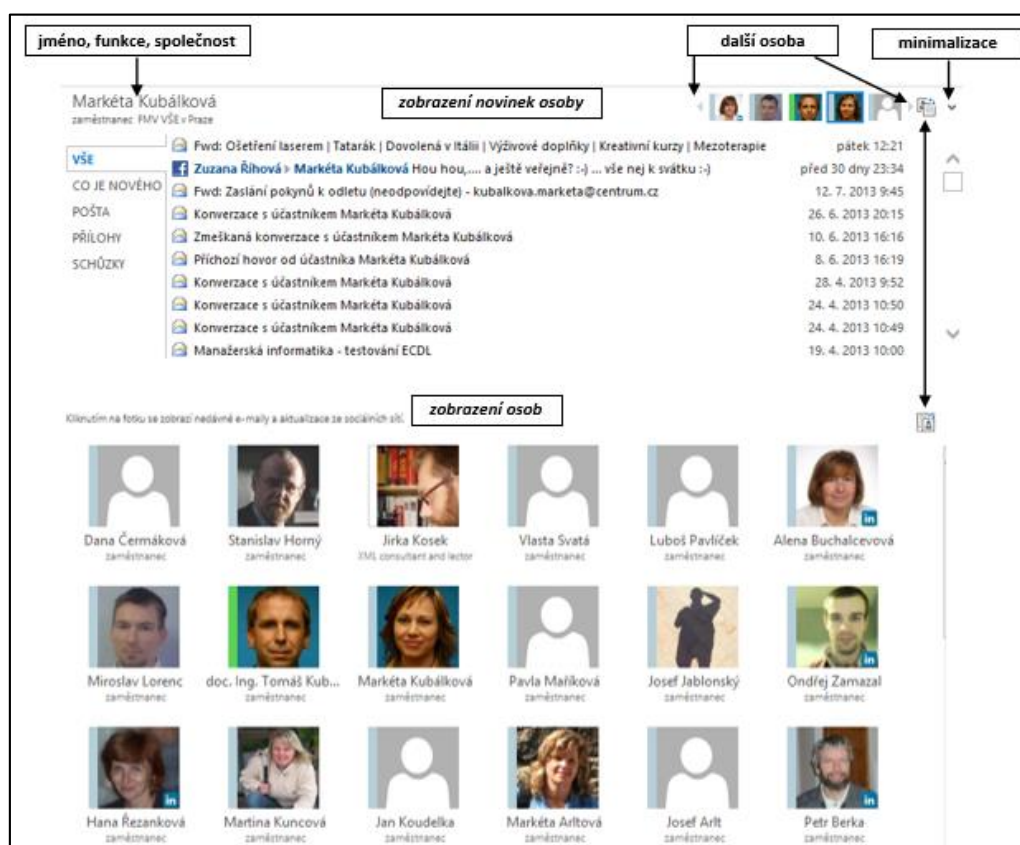 jméno, funkce, společnost
další osoba
minimalizace
Markéta Kubálková
zobrazení novinek osoby
zaměstnanec FMV VŠE v Praze
VŠE
CO JE NOVÉHO
POŠTA
PŘÍLOHY
SCHŮZKY
Fwd: Ošetření laserem | Tatarák | Dovolená v Itálii | Výživové doplňky | Kreativní kurzy | Mezoterapie pátek 12:21
Zuzana Říhová ▸ Markéta Kubálková Hou hou,.... a ještě veřejně? :-) ... vše nej k svátku :-) před 30 dny 23:34
Fwd: Zaslání pokynů k odletu (neodpovídejte) - kubalkova.marketa@centrum.cz 12. 7. 2013 9:45
Konverzace s účastníkem Markéta Kubálková 26. 6. 2013 20:15
Zmeškaná konverzace s účastníkem Markéta Kubálková 10. 6. 2013 16:16
Příchozí hovor od účastníka Markéta Kubálková 8. 6. 2013 16:19
Konverzace s účastníkem Markéta Kubálková 28. 4. 2013 9:52
Konverzace s účastníkem Markéta Kubálková 24. 4. 2013 10:50
Konverzace s účastníkem Markéta Kubálková 24. 4. 2013 10:49
Manažerská informatika - testování ECDL 19. 4. 2013 10:00
Kliknutím na fotku se zobrazí nedávné e-maily a aktualizace ze sociálních sítí.
zobrazení osob
in
Dana Čermáková Stanislav Horný Jirka Kosek Vlasta Svatá Luboš Pavlíček Alena Buchalcevová
zaměstnanec zaměstnanec XML consultant and lector zaměstnanec zaměstnanec zaměstnanec
in
Miroslav Lorenc doc. Ing. Tomáš Kub... Markéta Kubálková Pavla Maříková Josef Jablonský Ondřej Zamazal
zaměstnanec zaměstnanec zaměstnanec zaměstnanec zaměstnanec zaměstnanec
in in
Hana Řezanková Martina Kuncová Jan Koudelka Markéta Arltová Josef Arlt Petr Berka
zaměstnanec zaměstnanec zaměstnanec zaměstnanec zaměstnanec zaměstnanec